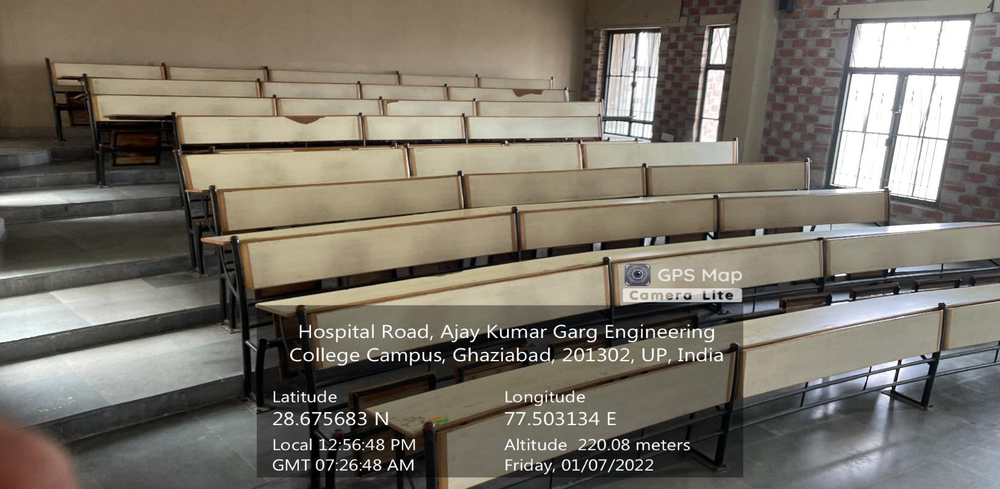 GPS Map
Camera Lite
Hospital Road, Ajay Kumar Garg Engineering
College Campus, Ghaziabad, 201302, UP, India
Latitude
28.675683 N
Longitude
77.503134 E
Local 12:56:48 PM
GMT 07:26:48 AM
Altitude 220.08 meters
Friday, 01/07/2022